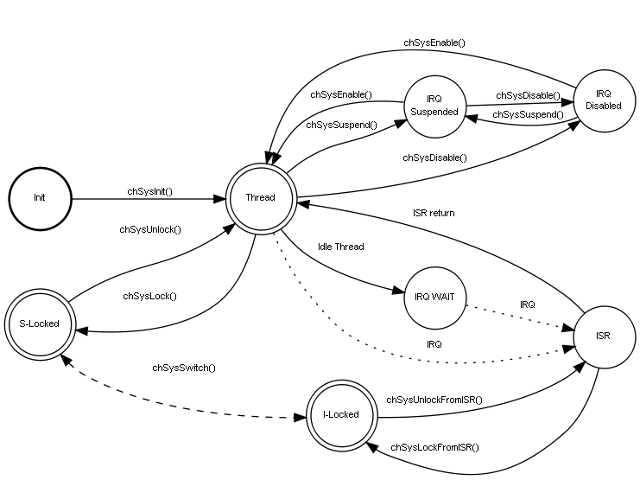 chSysEnable()
chSysEnable()
IRQ
Suspended
chSysDisable()
IRQ
Disabled
chSysSuspend()
chSysSuspend()
chSysDisable()
Init
chSysInit()
Thread
ISR return
chSysUnlock()
Idle Thread
chSysLock()
IRQ WAIT
IRQ
S-Locked
IRQ
ISR
chSysSwitch()
I-Locked
chSysUnlockFromISR()
chSysLockFromISR()